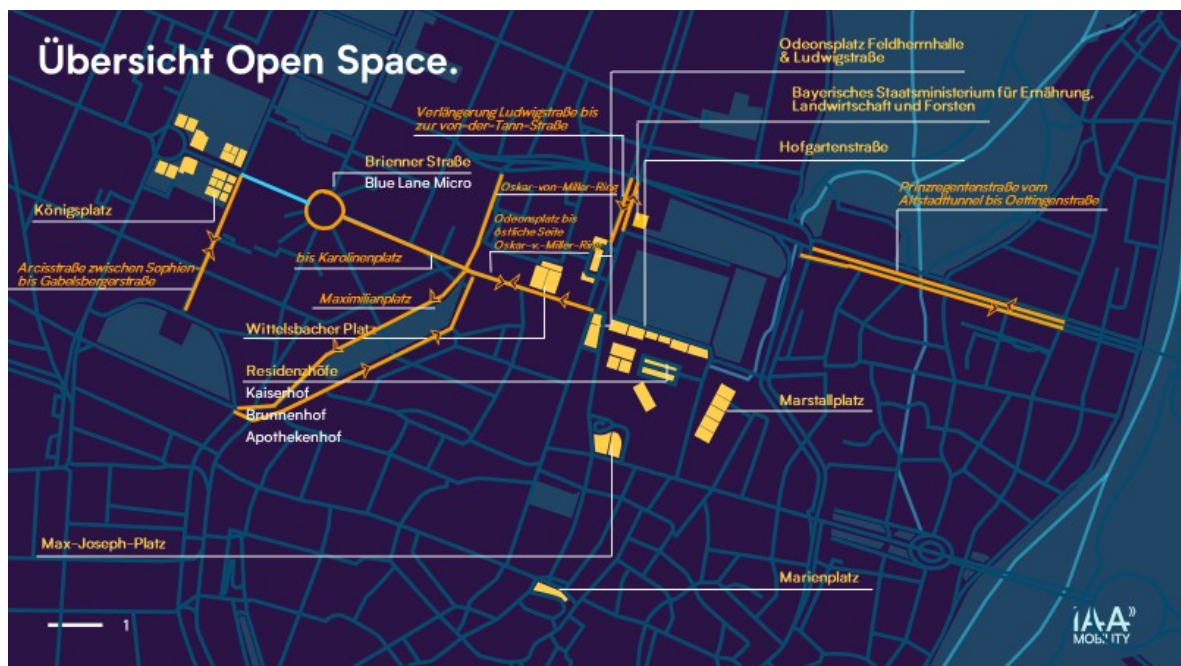 Übersicht Open Space.
Odeonsplatz Feldherrnhalle
& Ludwigstraße
Bayerisches Staatsministerium für Ernährung,
Landwirtschaft und Forsten
Verlängerung Ludwigstraße bis
zur von-der-Tann-Straße
Hofgartenstraße
Brienner Straße
Blue Lane Micro
Oskar-von-Miller-Ring
Prinzregentenstraße vom
Altstadttunnel bis Oettingenstraße
Königsplatz
Odeonsplatz bis
östliche Seite
Oskar-v.-Miller-Ring
bis Karolinenplatz
Arcisstraße zwischen Sophien-
bis Gabelsbergerstraße
Maximilianplatz
Wittelsbacher Platz
Residenzhöfe
Kaiserhof
Brunnenhof
Apothekenhof
Marstallplatz
Max-Joseph-Platz
Marienplatz
1
IAA
MOBILITY